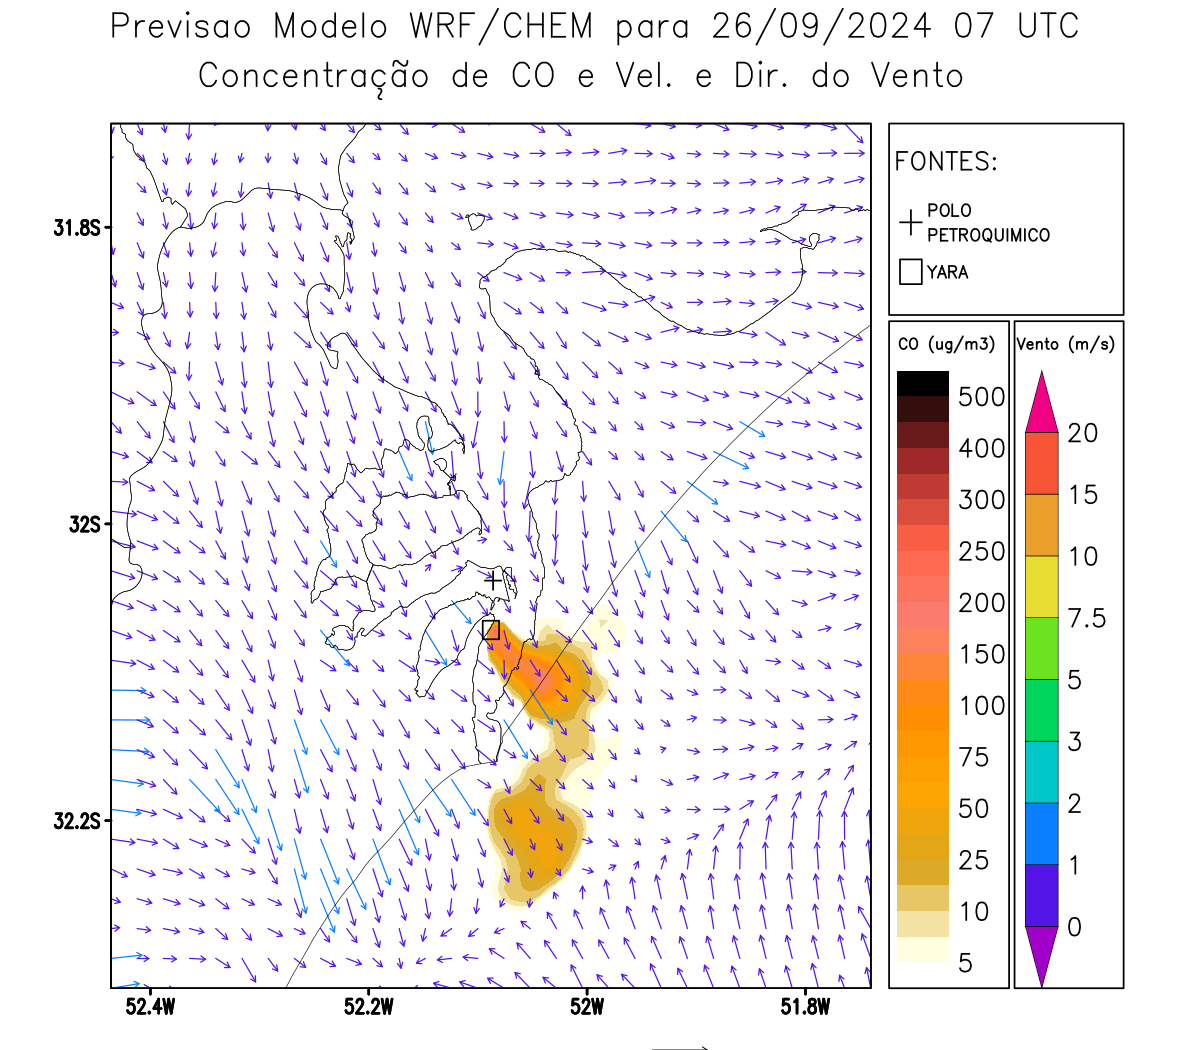 Previsao Modelo WRF/CHEM para 26/09/2024 07 UTC
Concentração de CO e Vel. e Dir. do Vento
FONTES:
POLO
PETROQUIMICO
YARA
CO (ug/m3)
500
400
300
250
200
150
100
75
50
25
10
5
Vento (m/s)
20
15
10
7.5
5
3
2
1
0
31.8S
32S
32.2S
52.4W
52.2W
52W
51.8W